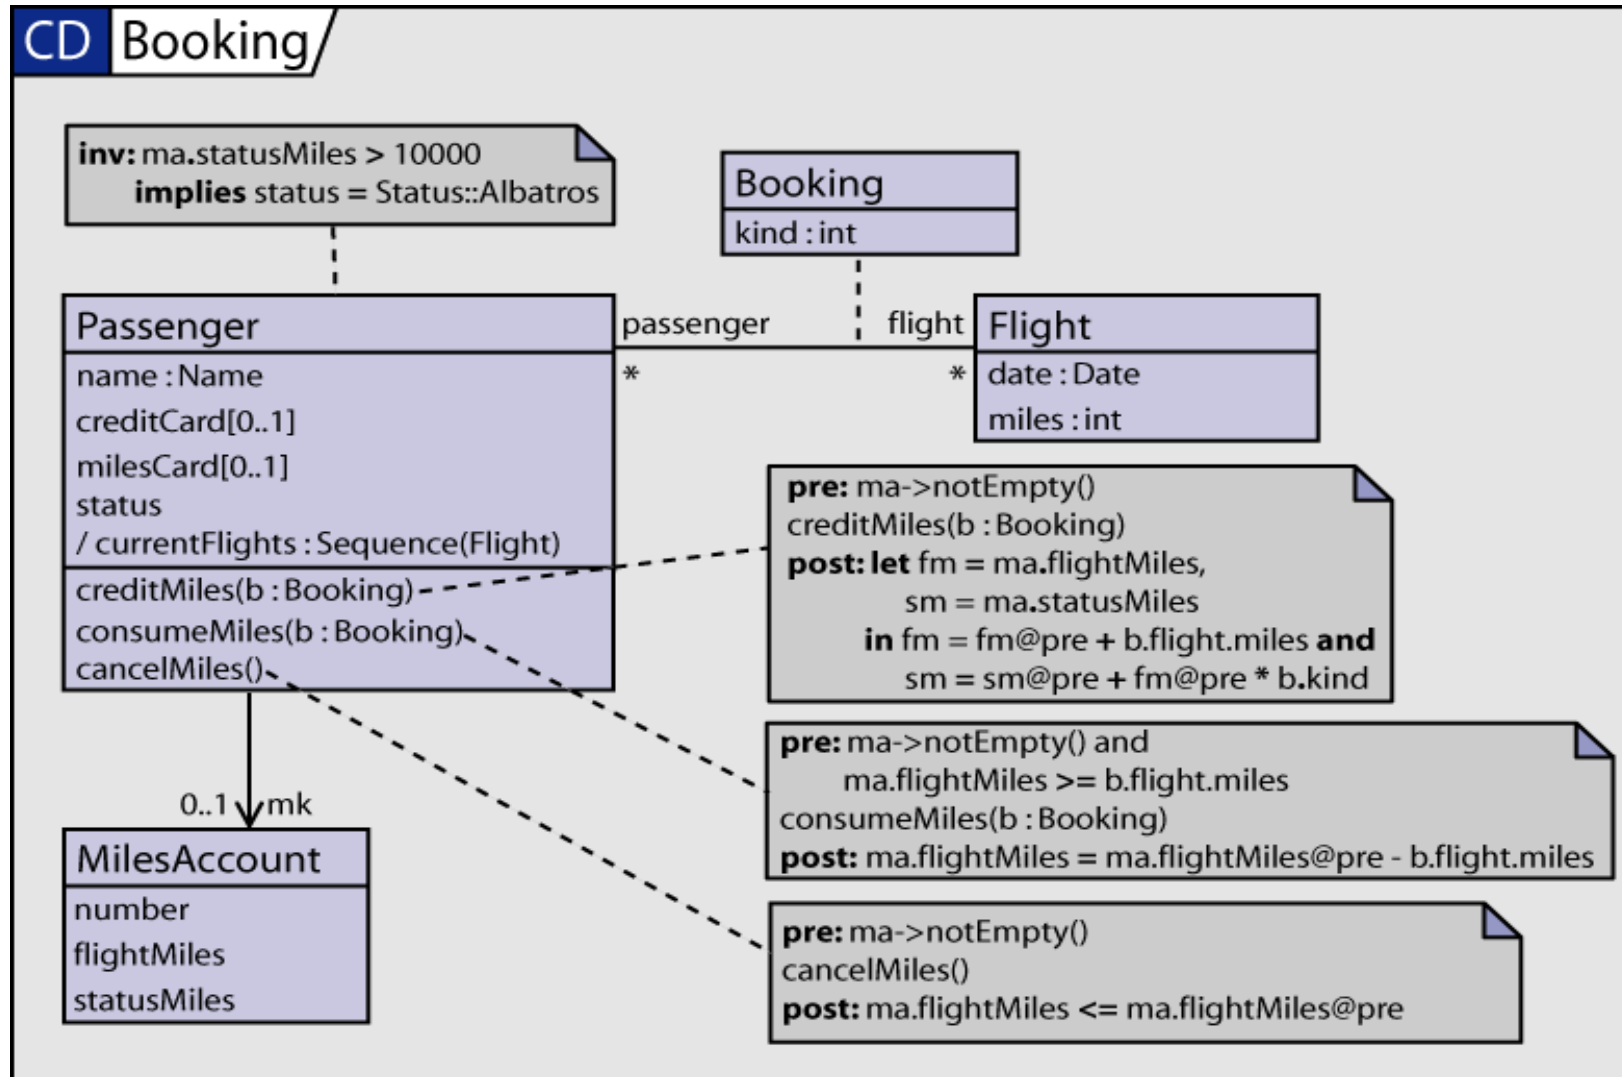 CD Booking
inv: ma.statusMiles > 10000
implies status = Status::Albatros
Booking
kind : int
Passenger
name : Name
creditCard[0..1]
milesCard[0..1]
status
/ currentFlights : Sequence(Flight)
creditMiles(b : Booking)
consumeMiles(b : Booking)
cancelMiles()
passenger
flight
*
*
Flight
date : Date
miles : int
pre: ma->notEmpty()
creditMiles(b : Booking)
post: let fm = ma.flightMiles,
sm = ma.statusMiles
in fm = fm@pre + b.flight.miles and
sm = sm@pre + fm@pre * b.kind
pre: ma->notEmpty() and
ma.flightMiles >= b.flight.miles
consumeMiles(b : Booking)
post: ma.flightMiles = ma.flightMiles@pre - b.flight.miles
0..1
mk
MilesAccount
number
flightMiles
statusMiles
pre: ma->notEmpty()
cancelMiles()
post: ma.flightMiles <= ma.flightMiles@pre